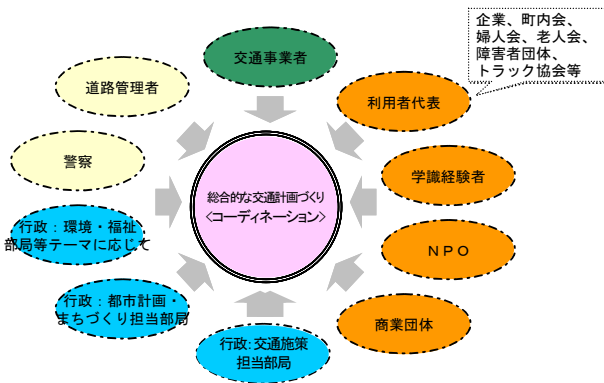 企業、町内会、
婦人会、老人会、
障害者団体、
トラック協会等
交通事業者
道路管理者
利用者代表
警察
学識経験者
総合的な交通計画づくり
<コーディネーション>
行政：環境・福祉
部局等テーマに応じて
NPO
行政：都市計画・
まちづくり担当部局
商業団体
行政：交通施策
担当部局